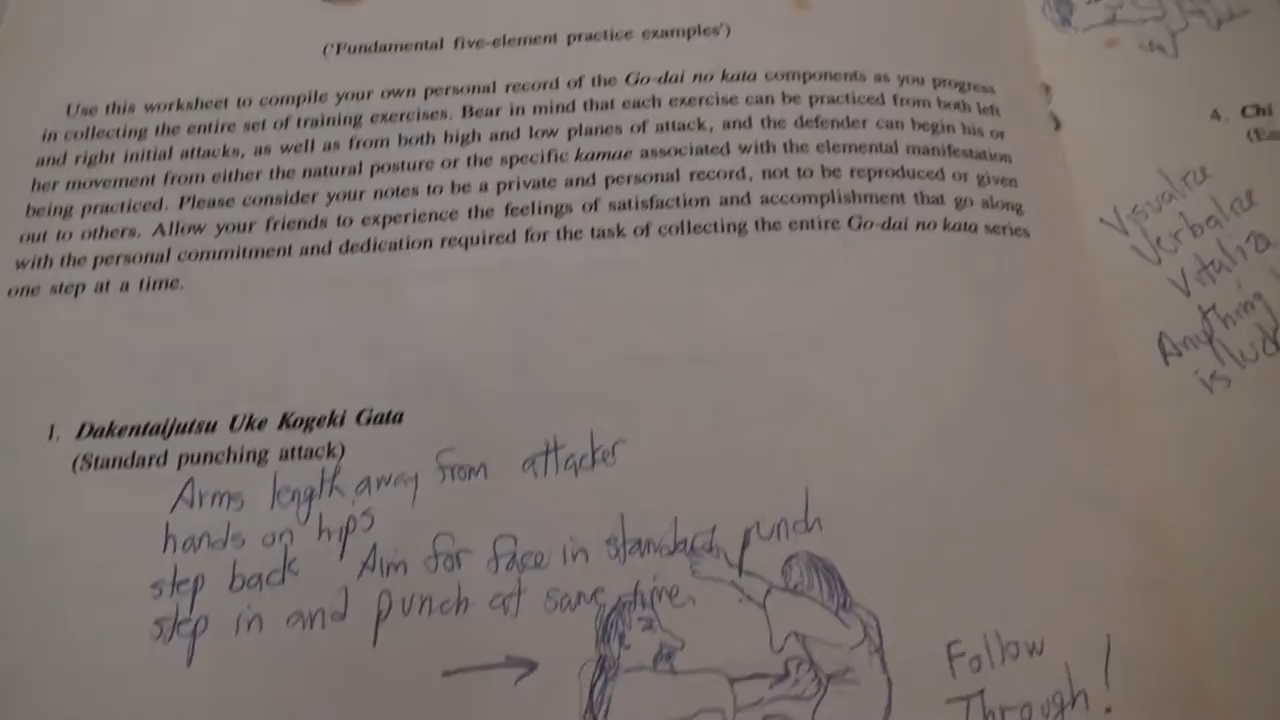 ('Fundamental five-element practice examples')
Use this worksheet to compile your own personal record of the Go-dai no kata components as you progress
in collecting the entire set of training exercises. Bear in mind that each exercise can be practiced from both left
and right initial attacks, as well as from both high and low planes of attack, and the defender can begin his or
her movement from either the natural posture or the specific kamae associated with the elemental manifestation
being practiced. Please consider your notes to be a private and personal record, not to be reproduced or given
out to others. Allow your friends to experience the feelings of satisfaction and accomplishment that go along
with the personal commitment and dedication required for the task of collecting the entire Go-dai no kata series
one step at a time.
1. Dakentaijutsu Uke Kogeki Gata
(Standard punching attack)
Arms length away from attacker
hands on hips
step back Aim for face in standard punch
step in and punch at same time.
Follow
Through!
4. Chi
Visualize
Verbalize
Anything
is